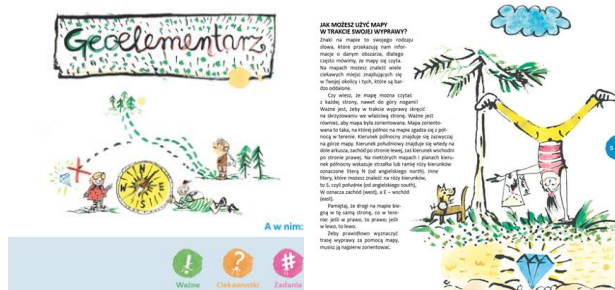 Geoelementarz
N
W
E
S
A w nim:
Ważne
Ciekawostki
Zadania
JAK MOŻESZ UŻYĆ MAPY
W TRAKCIE SWOJEJ WYPRAWY?
Znaki na mapie to swojego rodzaju
słowa, które przekazują nam infor-
macje o danym obszarze, dlatego
często mówimy, że mapy się czyta.
Na mapach możesz znaleźć wiele
ciekawych miejsc znajdujących się
w Twojej okolicy i tych, które są bar-
dzo oddalone.
Czy wiesz, że mapę można czytać
z każdej strony, nawet do góry nogami!
Ważne jest, żeby w trakcie wyprawy skręcić
na skrzyżowaniu we właściwą stronę. Ważne jest
również, aby mapa była zorientowana. Mapa zoriento-
wana to taka, na której północ na mapie zgadza się z pół-
nocą w terenie. Kierunek północny znajduje się zazwyczaj
na górze mapy. Kierunek południowy znajduje się wtedy na
dole arkusza, zachód po stronie lewej, zaś kierunek wschodni
po stronie prawej. Na niektórych mapach i planach kieru-
nek północny wskazuje strzałka lub ramię róży kierunków
oznaczone literą N (od angielskiego north). Inne
litery, które możesz znaleźć na róży kierunków,
to S, czyli południe (od angielskiego south),
W oznacza zachód (west), a E – wschód
(east).
Pamiętaj, że drogi na mapie bie-
gną w tę samą stronę, co w tere-
nie: jeśli w prawo, to prawo; jeśli
w lewo, to lewo.
Żeby prawidłowo wyznaczyć
trasę wyprawy za pomocą mapy,
musisz ją najpierw zorientować.
5